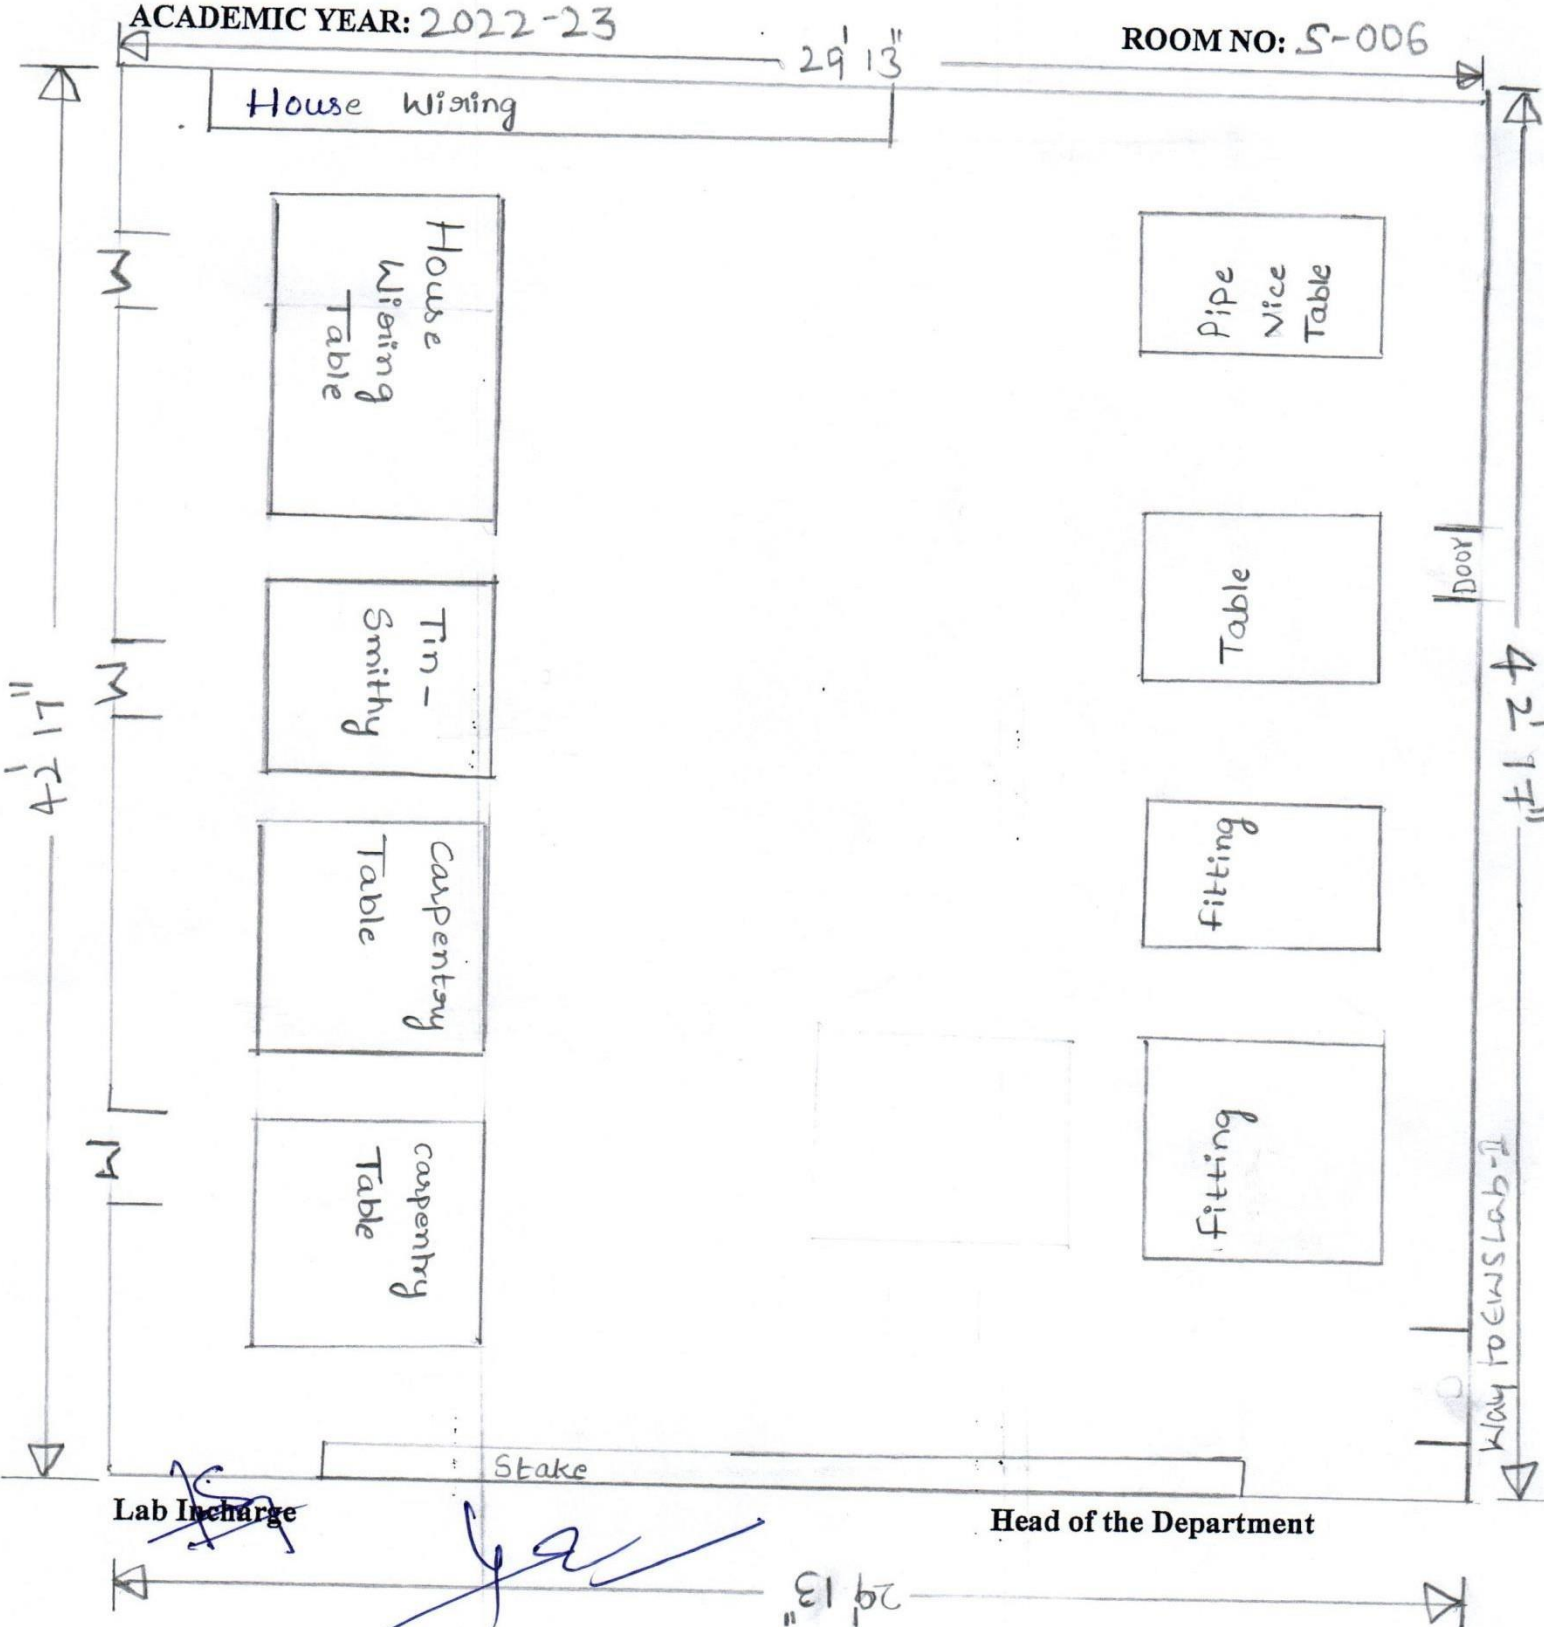 ACADEMIC YEAR: 2022-23
ROOM NO: S-006
29' 13"
House Wiring
House
Wiring
Table
Pipe
Vice
Table
W
Door
Tin-
Smithy
Table
W
42' 17"
42' 17"
Carpentry
Table
Fitting
Carpentry
Table
Fitting
W
Way to EWS Lab-II
Stake
Lab Incharge
Head of the Department
29' 13"